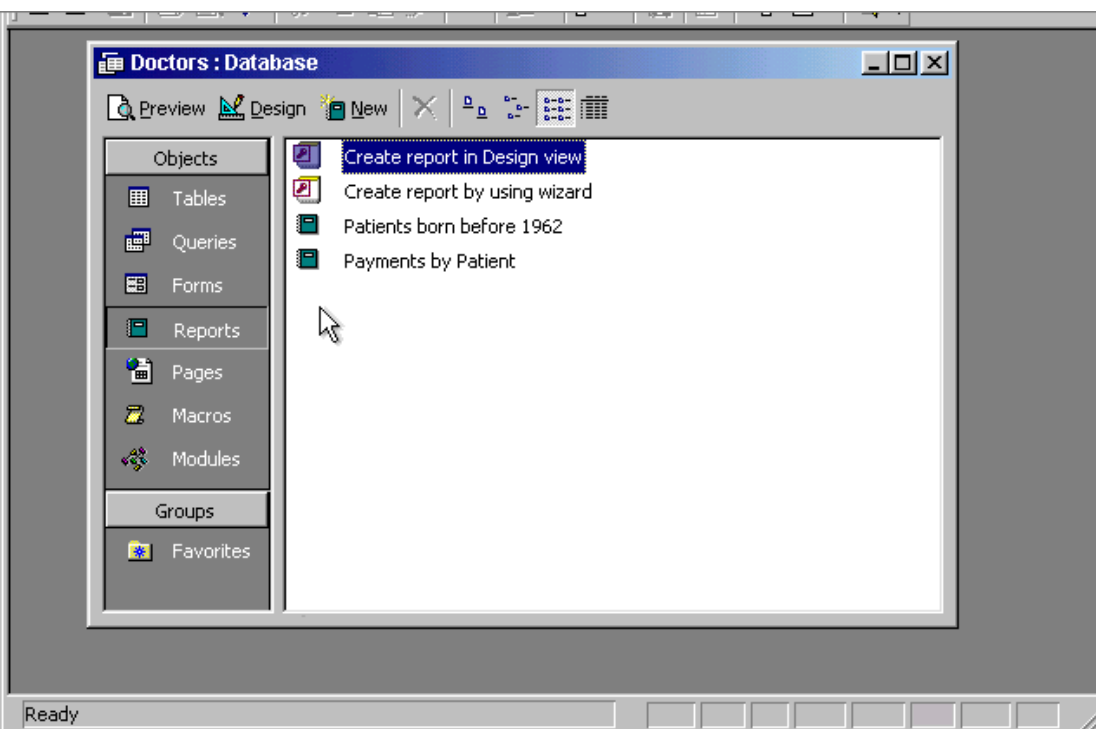 Doctors : Database
Preview Design New
Objects
Tables
Queries
Forms
Reports
Pages
Macros
Modules
Groups
Favorites
Create report in Design view
Create report by using wizard
Patients born before 1962
Payments by Patient
Ready